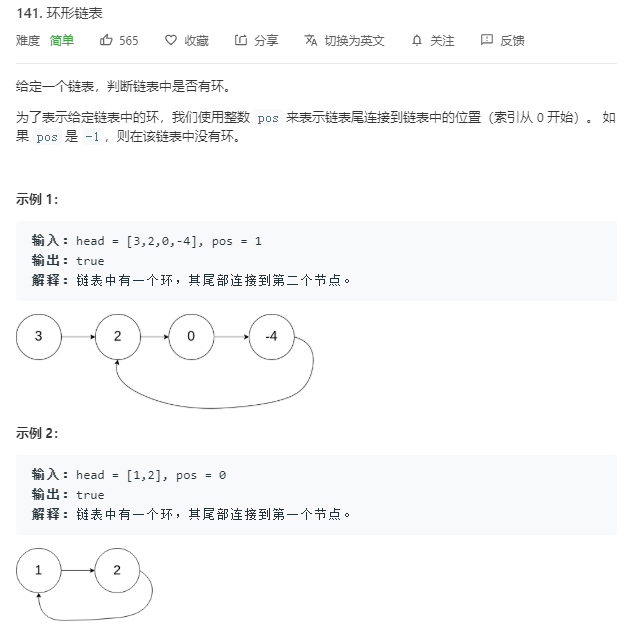 141. 环形链表
难度 简单 565 收藏 分享 切换为英文 关注 反馈
给定一个链表，判断链表中是否有环。
为了表示给定链表中的环，我们使用整数 pos 来表示链表尾连接到链表中的位置（索引从 0 开始）。 如
果 pos 是 -1，则在该链表中没有环。
示例 1：
输入：head = [3,2,0,-4], pos = 1
输出：true
解释：链表中有一个环，其尾部连接到第二个节点。
3 2 0 -4
示例 2：
输入：head = [1,2], pos = 0
输出：true
解释：链表中有一个环，其尾部连接到第一个节点。
1 2